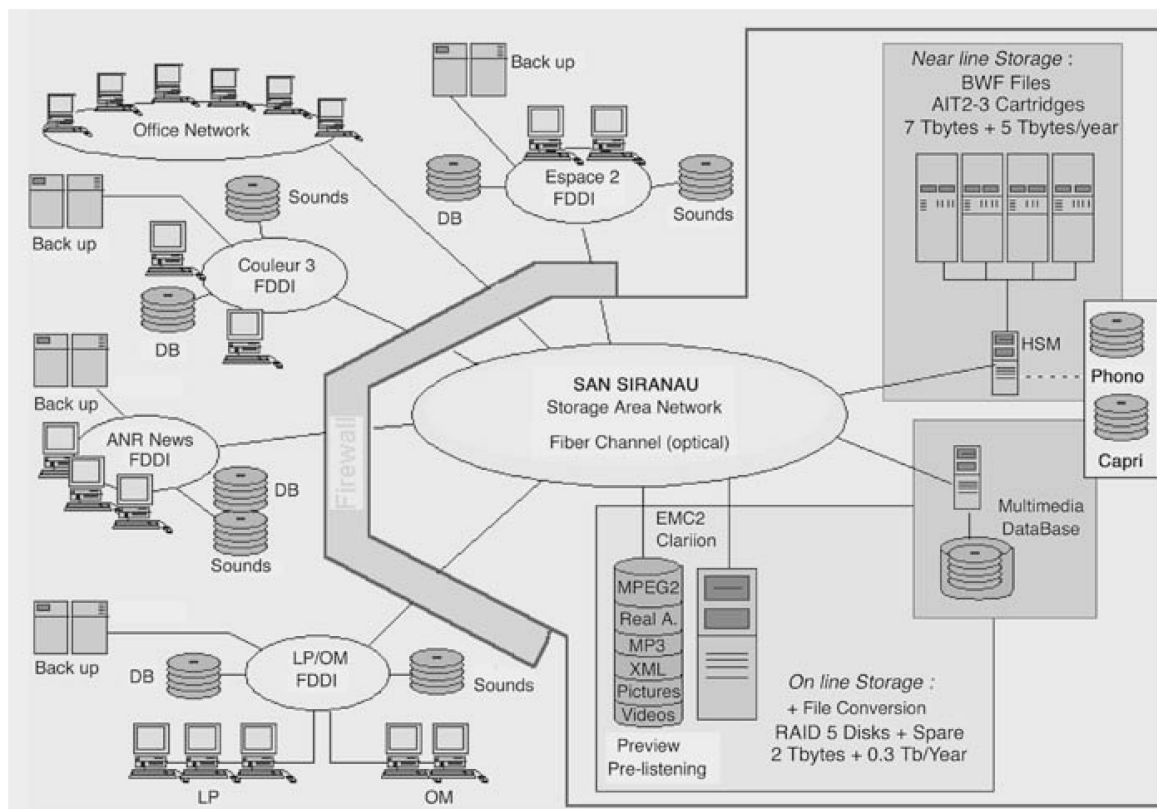 Back up
Office Network
Espace 2
FDDI
DB
Sounds
Sounds
Back up
Couleur 3
FDDI
DB
Back up
ANR News
FDDI
DB
Sounds
Back up
DB
LP/OM
FDDI
Sounds
LP
OM
Firewall
SAN SIRANAU
Storage Area Network
Fiber Channel (optical)
Near line Storage :
BWF Files
AIT2-3 Cartridges
7 Tbytes + 5 Tbytes/year
HSM
Phono
Capri
Multimedia
DataBase
EMC2
Clariion
MPEG2
Real A.
MP3
XML
Pictures
Videos
Preview
Pre-listening
On line Storage :
+ File Conversion
RAID 5 Disks + Spare
2 Tbytes + 0.3 Tb/Year